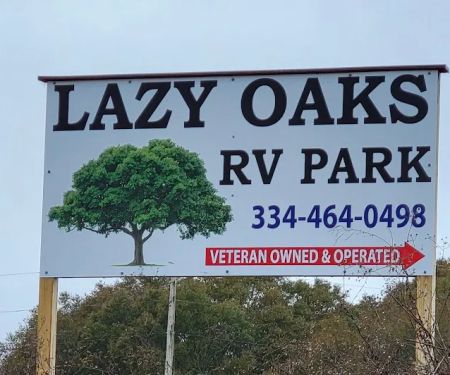 LAZY OAKS
RV PARK
334-464-0498
VETERAN OWNED & OPERATED